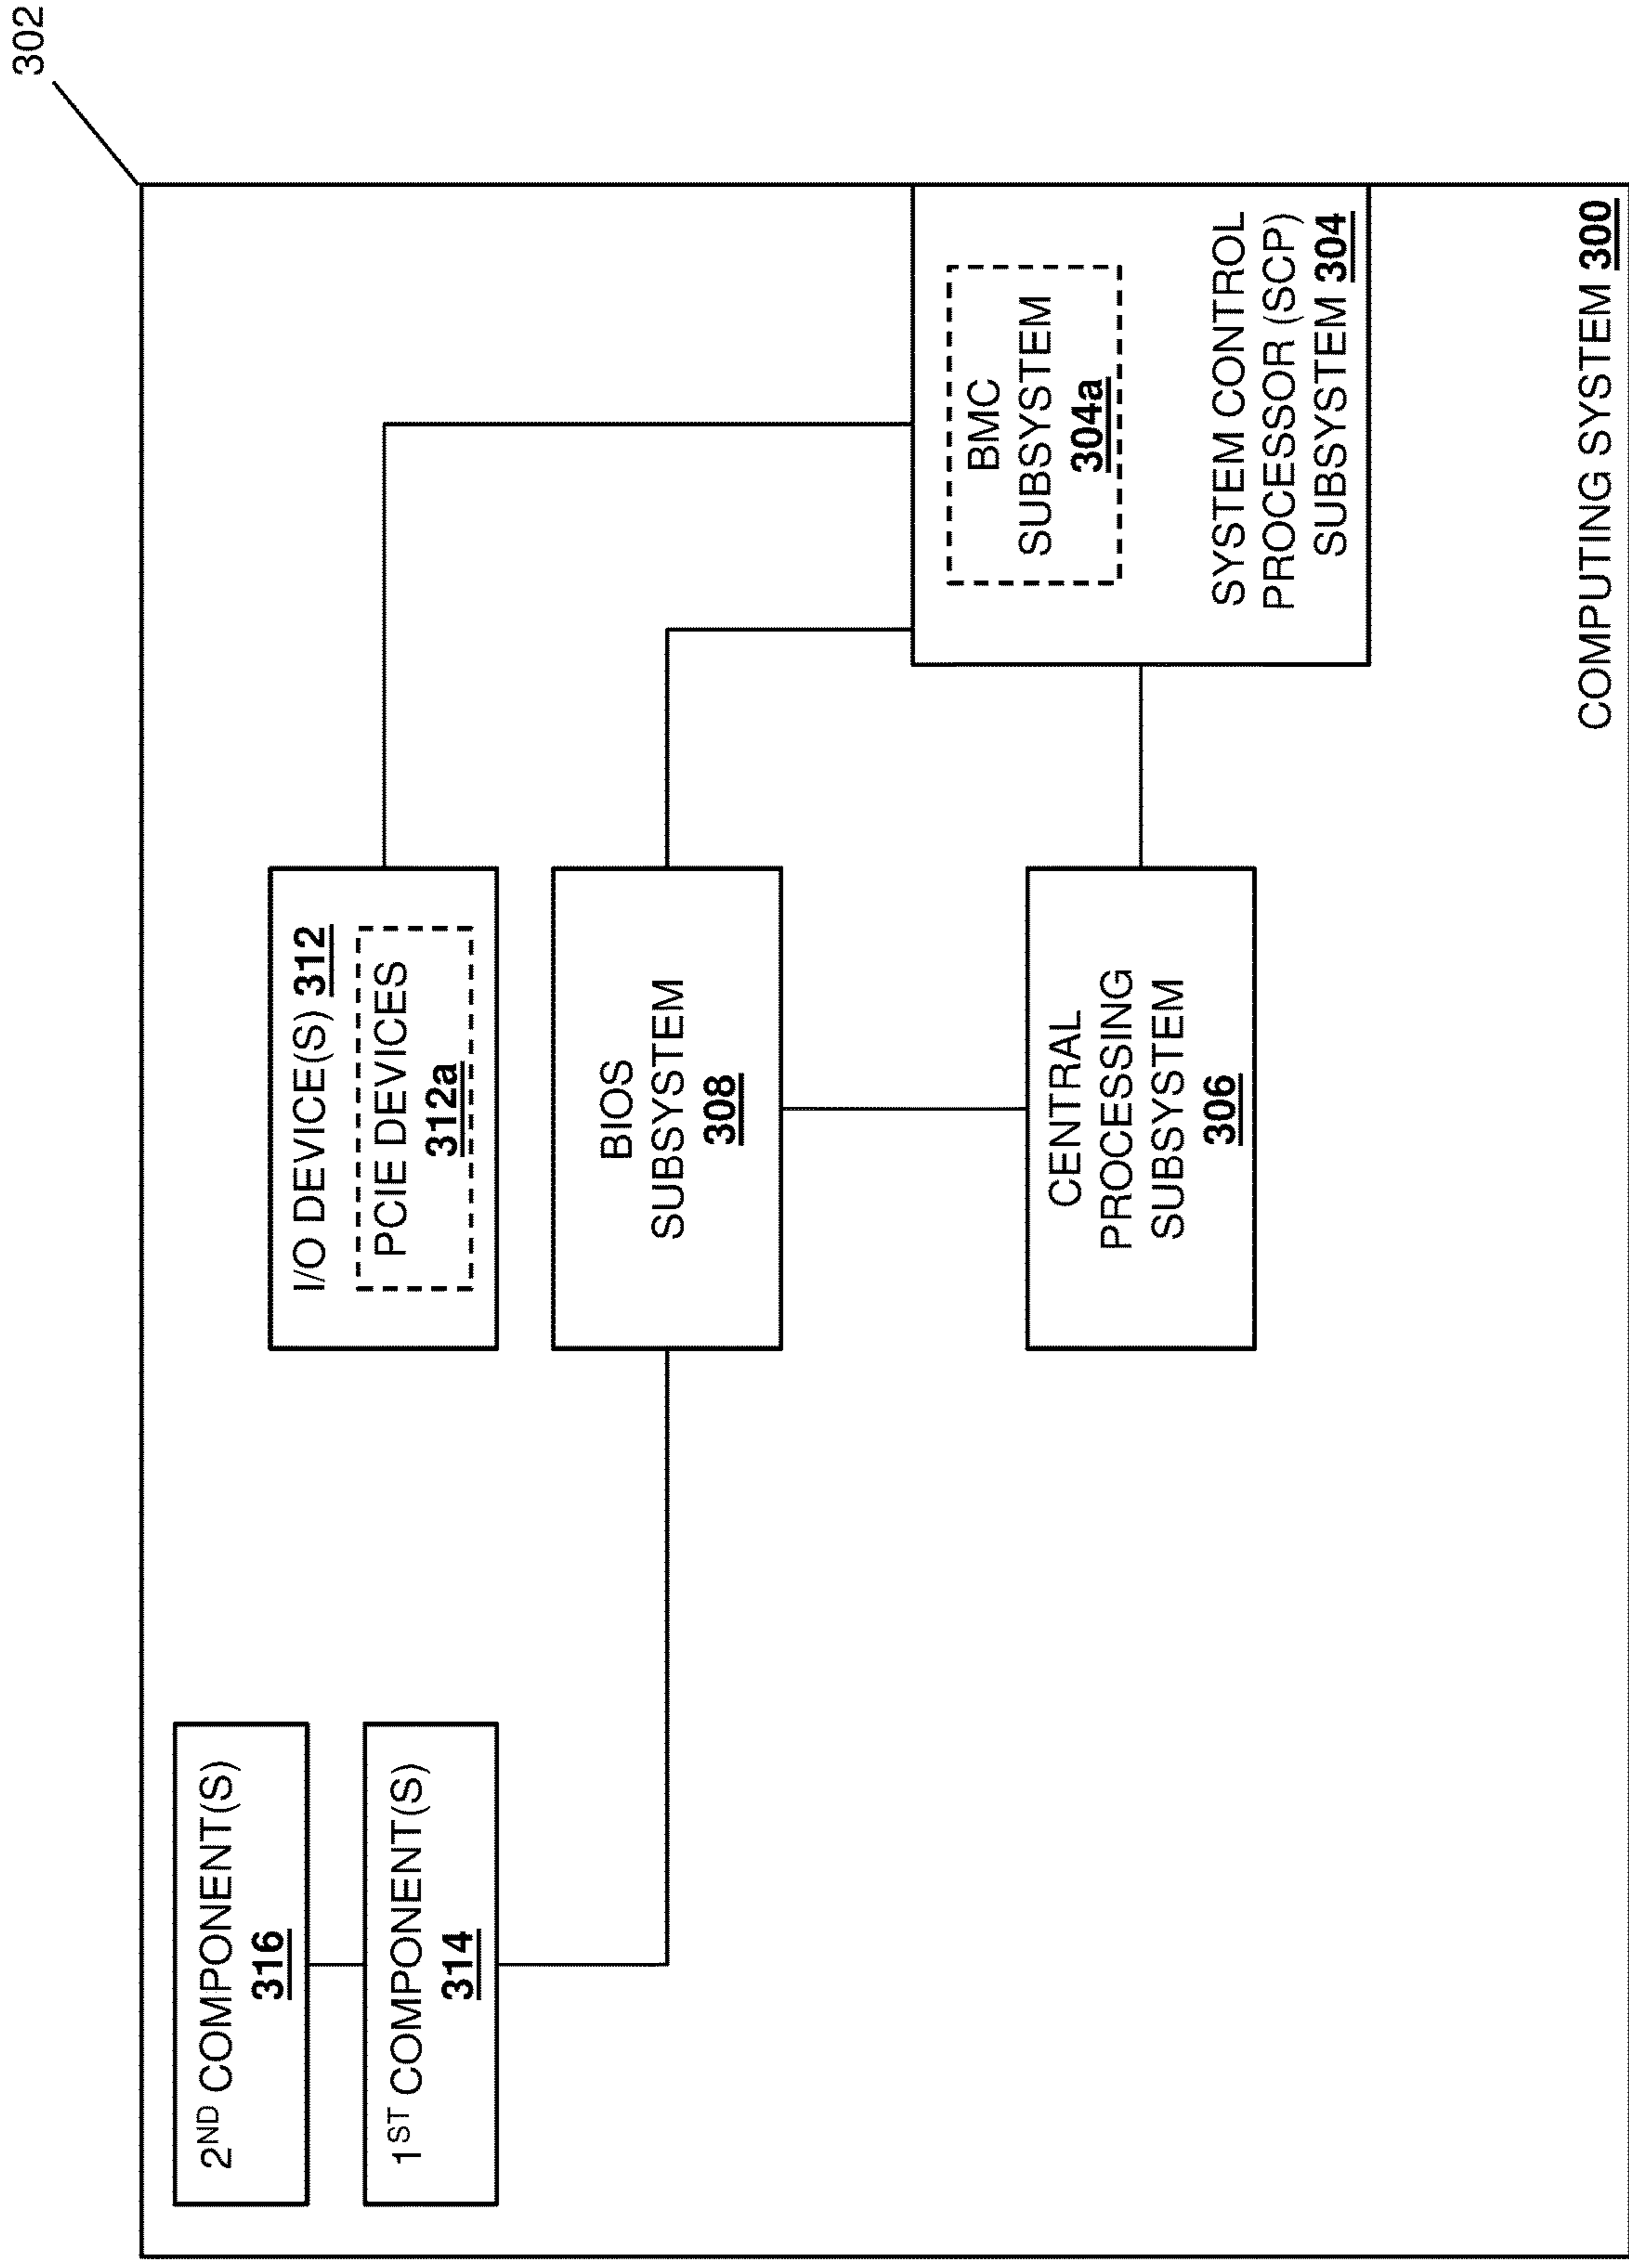 302
2ND COMPONENT(S)
316
1ST COMPONENT(S)
314
I/O DEVICE(S) 312
PCIE DEVICES
312a
BIOS
SUBSYSTEM
308
CENTRAL
PROCESSING
SUBSYSTEM
306
BMC
SUBSYSTEM
304a
SYSTEM CONTROL
PROCESSOR (SCP)
SUBSYSTEM 304
COMPUTING SYSTEM 300